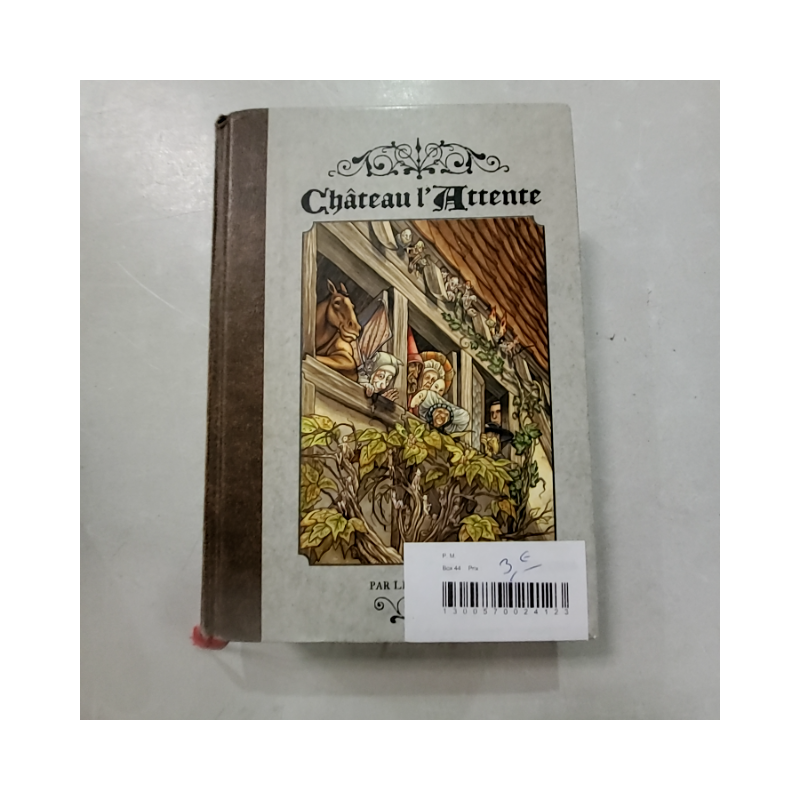 Château l'Attente
P. M.
Box 44 Prix 3,€
PAR
1300570024123